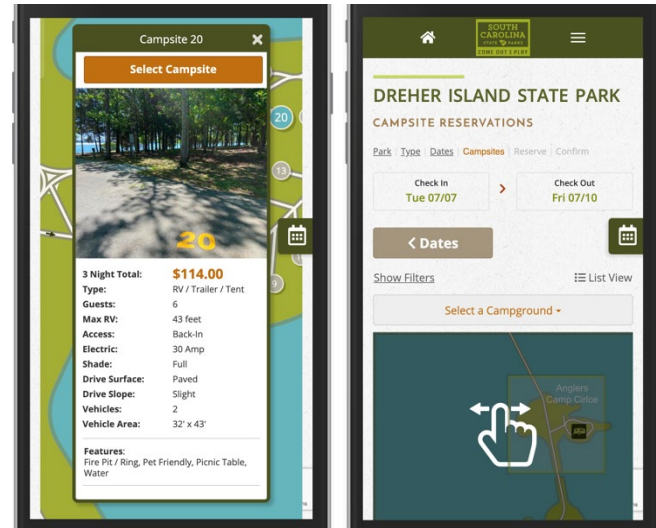 Campsite 20
Select Campsite
20
13
20
9
3 Night Total: $114.00
Type: RV / Trailer / Tent
Guests: 6
Max RV: 43 feet
Access: Back-In
Electric: 30 Amp
Shade: Full
Drive Surface: Paved
Drive Slope: Slight
Vehicles: 2
Vehicle Area: 32' x 43'
Features:
Fire Pit / Ring, Pet Friendly, Picnic Table,
Water
SOUTH
CAROLINA
STATE PARKS
COME OUT & PLAY
DREHER ISLAND STATE PARK
CAMPSITE RESERVATIONS
Park Type Dates Campsites Reserve Confirm
Check In
Tue 07/07
Check Out
Fri 07/10
Dates
Show Filters
List View
Select a Campground
Anglers
Camp Cirlce